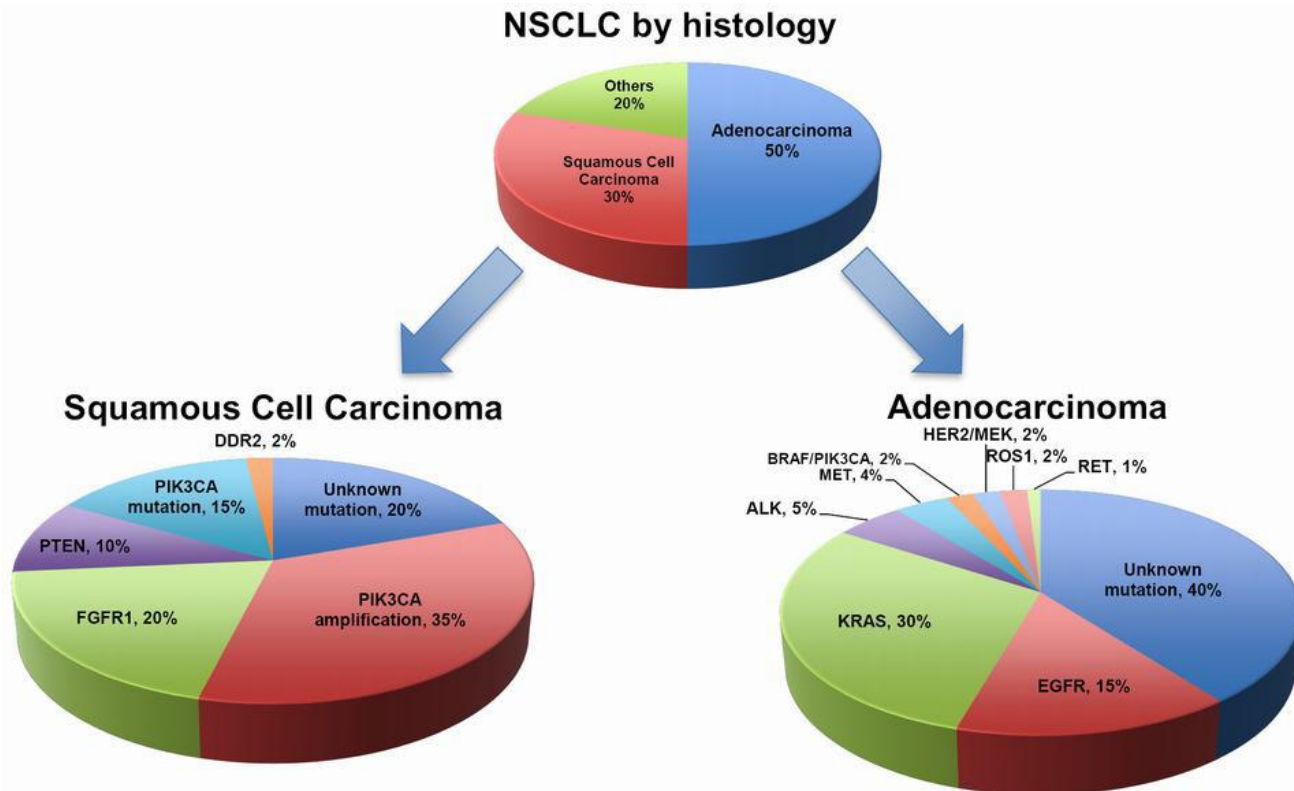 NSCLC by histology
Others
20%
Adenocarcinoma
50%
Squamous Cell
Carcinoma
30%
Squamous Cell Carcinoma
DDR2, 2%
PIK3CA
mutation, 15%
Unknown
mutation, 20%
PTEN, 10%
FGFR1, 20%
PIK3CA
amplification, 35%
Adenocarcinoma
HER2/MEK, 2%
BRAF/PIK3CA, 2%
ROS1, 2%
MET, 4%
RET, 1%
ALK, 5%
Unknown
mutation, 40%
KRAS, 30%
EGFR, 15%